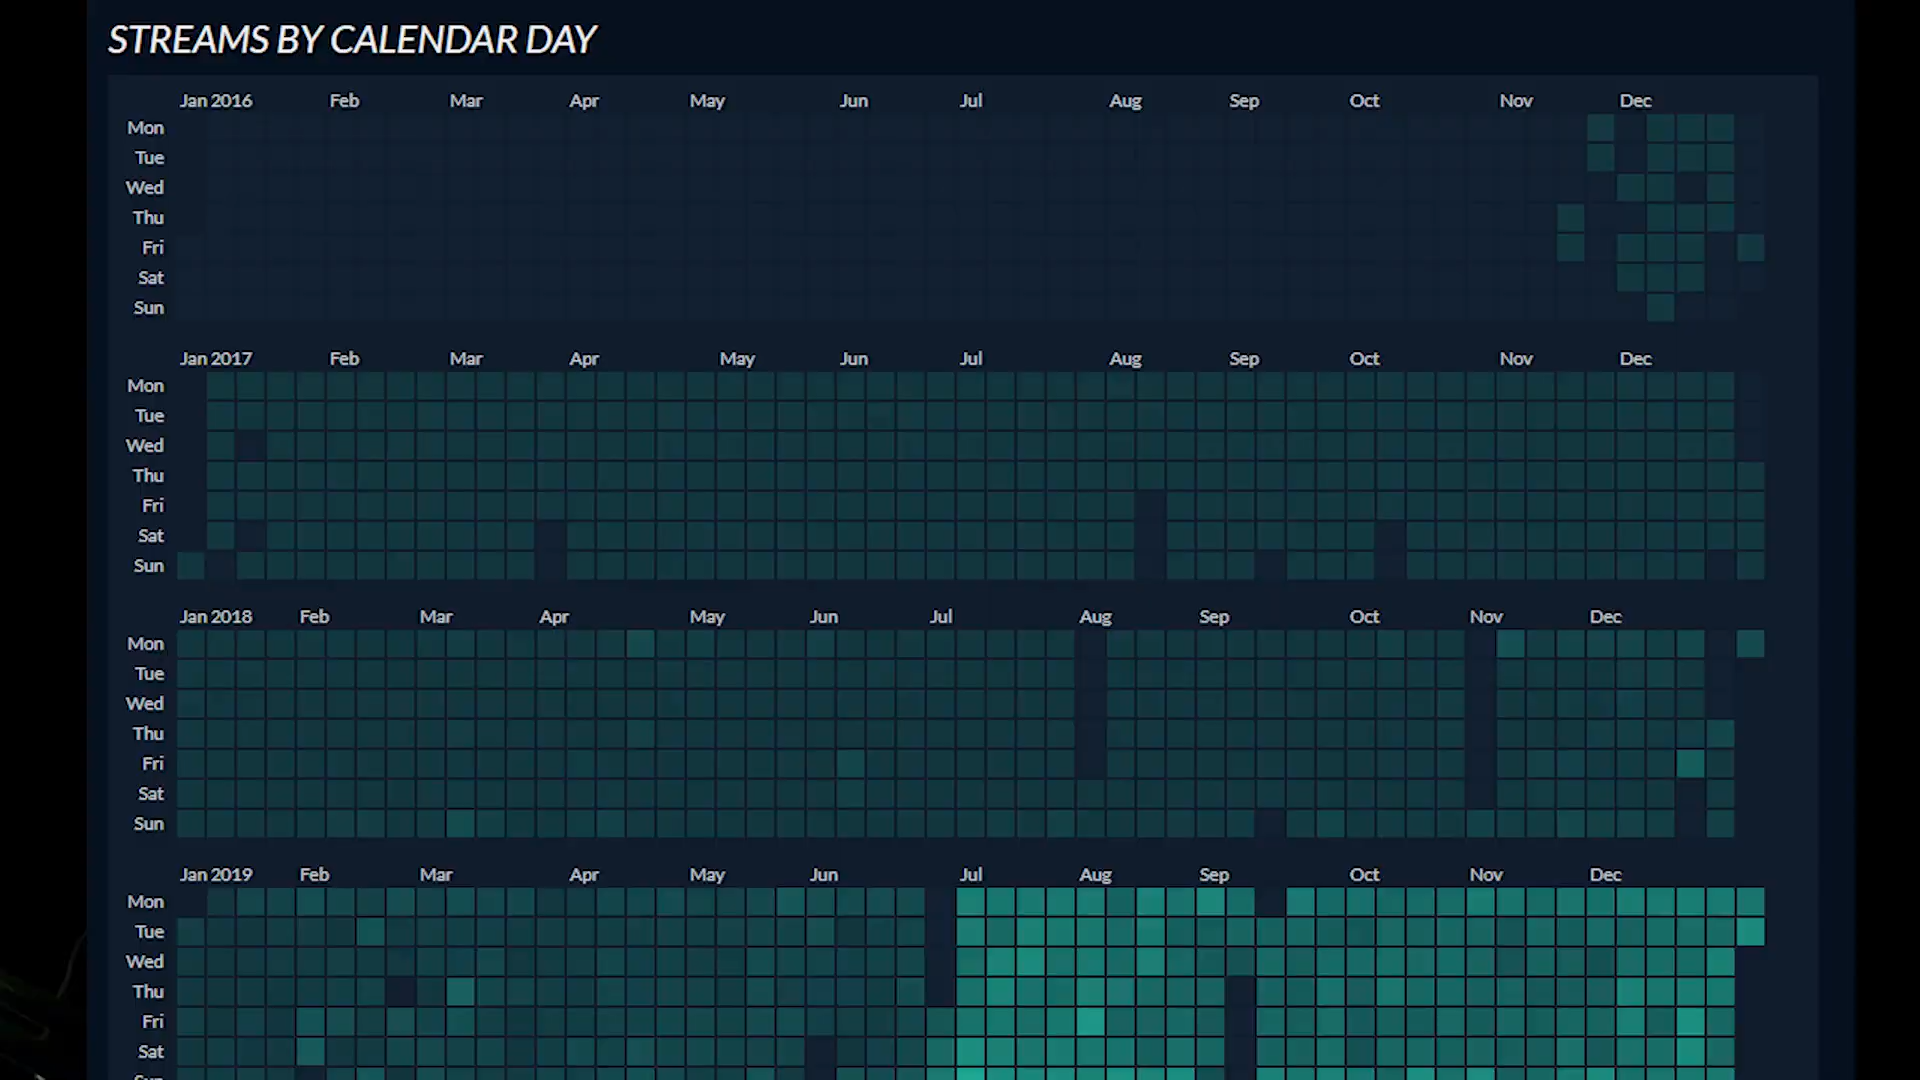 STREAMS BY CALENDAR DAY
Jan 2016 Feb Mar Apr May Jun Jul Aug Sep Oct Nov Dec
Mon
Tue
Wed
Thu
Fri
Sat
Sun
Jan 2017 Feb Mar Apr May Jun Jul Aug Sep Oct Nov Dec
Mon
Tue
Wed
Thu
Fri
Sat
Sun
Jan 2018 Feb Mar Apr May Jun Jul Aug Sep Oct Nov Dec
Mon
Tue
Wed
Thu
Fri
Sat
Sun
Jan 2019 Feb Mar Apr May Jun Jul Aug Sep Oct Nov Dec
Mon
Tue
Wed
Thu
Fri
Sat
Sun